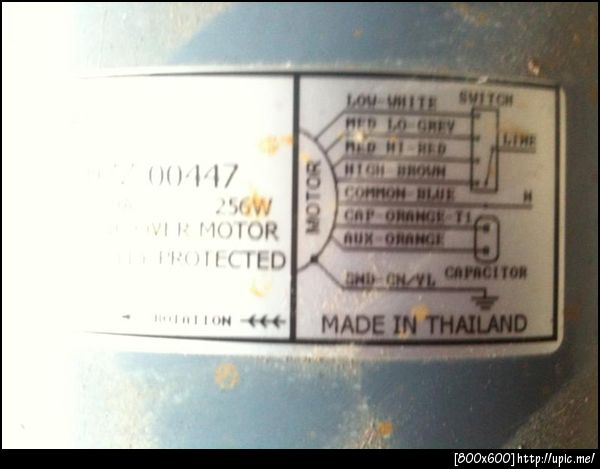 00447
256W
OVER MOTOR
PROTECTED
ROTATION
MOTOR
LOW-WHITE
MED LO-GREY
MED HI-RED
HIGH BROWN
COMMON-BLUE
CAP-ORANGE-T1
AUX-ORANGE
GND-GN/YL
SWITCH
LINE
N
CAPACITOR
MADE IN THAILAND
[800x600]http://upic.me/